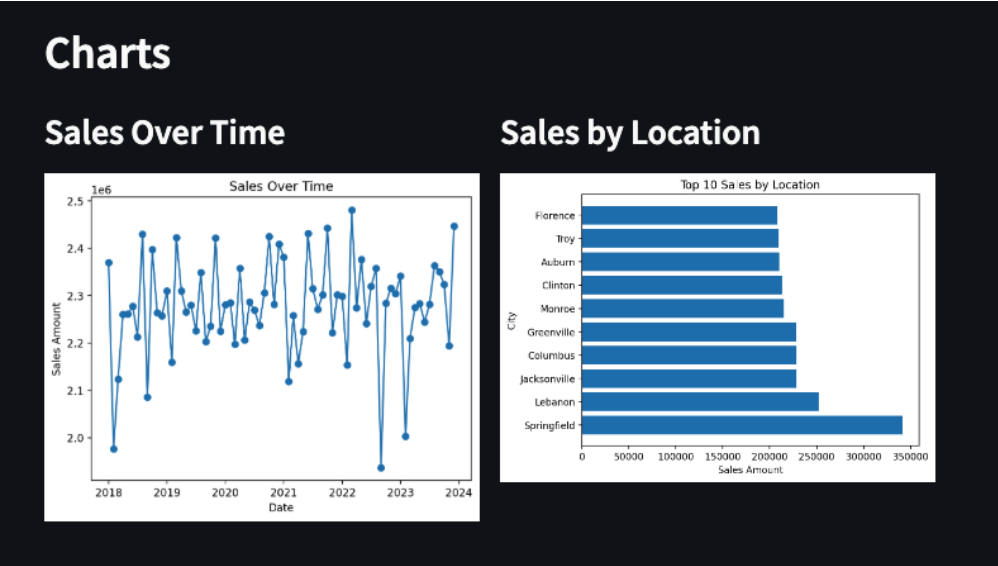 Charts
Sales Over Time
Sales Over Time
1e6
2.5
2.4
2.3
2.2
2.1
2.0
Sales Amount
2018 2019 2020 2021 2022 2023 2024
Date
Sales by Location
Top 10 Sales by Location
City
Florence
Troy
Auburn
Clinton
Monroe
Greenville
Columbus
Jacksonville
Lebanon
Springfield
0 50000 100000 150000 200000 250000 300000 350000
Sales Amount